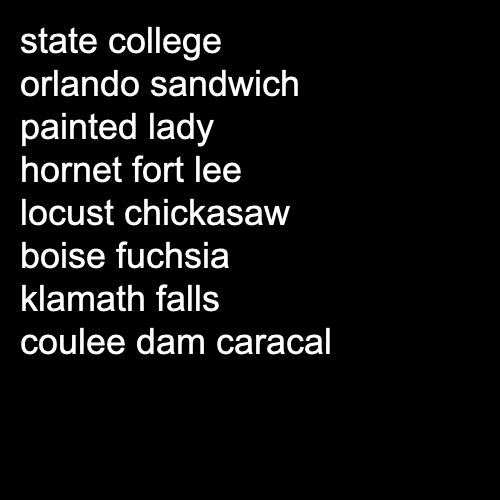 state college
orlando sandwich
painted lady
hornet fort lee
locust chickasaw
boise fuchsia
klamath falls
coulee dam caracal